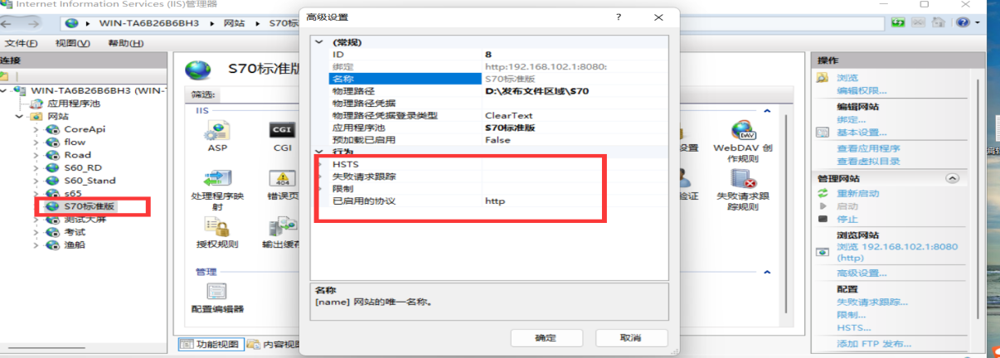 Internet Information Services (IIS)管理器
WIN-TA6B26B6BH3 ▸ 网站 ▸ S70标
文件(F) 视图(V) 帮助(H)
连接
WIN-TA6B26B6BH3 (WIN-T
应用程序池
网站
CoreApi
flow
Road
S60_RD
S60_Stand
s65
S70标准版
测试大屏
考试
渔船
S70标准版
筛选:
IIS
ASP
CGI
处理程序映
射
错误页
授权规则
输出缓存
管理
配置编辑器
功能视图
内容视图
高级设置
(常规)
ID 8
绑定 http:192.168.102.1:8080:
名称 S70标准版
物理路径 D:\发布文件区域\S70
物理路径凭据
物理路径凭据登录类型 ClearText
应用程序池 S70标准版
预加载已启用 False
行为
HSTS
失败请求跟踪
限制
已启用的协议 http
名称
[name] 网站的唯一名称。
确定
取消
设置
WebDAV 创
作规则
验证
失败请求跟
踪规则
操作
浏览
编辑权限...
编辑网站
绑定...
基本设置...
查看应用程序
查看虚拟目录
管理网站
重新启动
启动
停止
浏览网站
浏览 192.168.102.1:8080
(http)
高级设置...
配置
失败请求跟踪...
限制...
HSTS...
添加 FTP 发布...